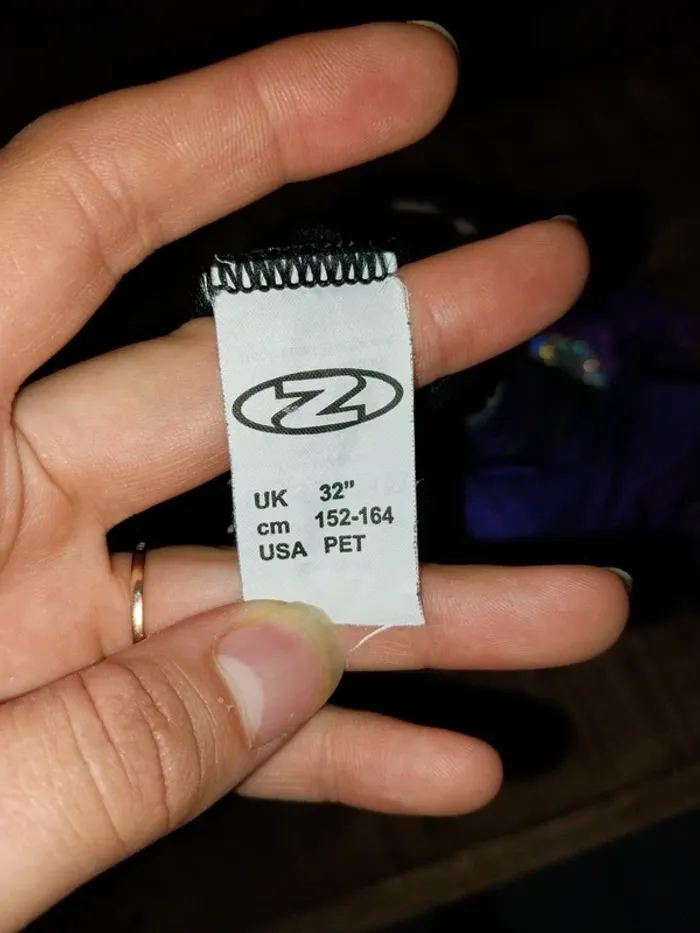 Z
UK 32"
cm 152-164
USA PET